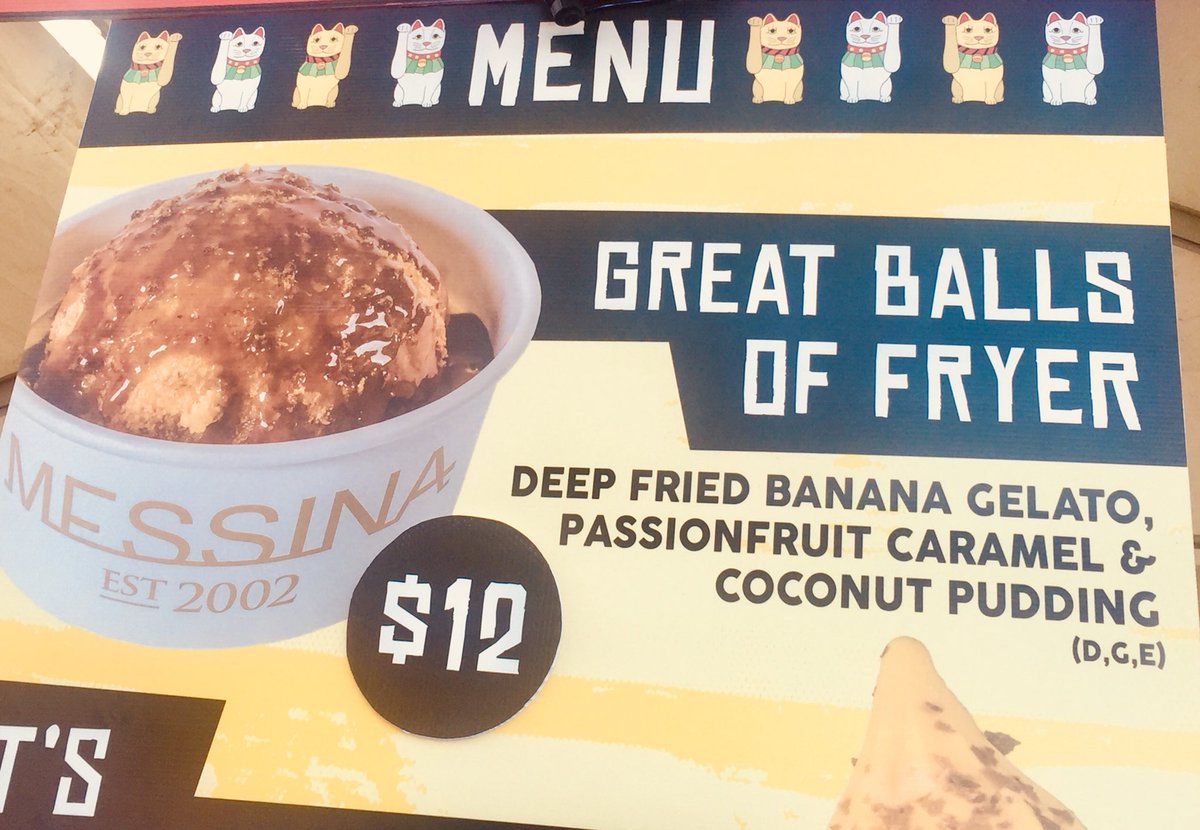 MENU
GREAT BALLS
OF FRYER
DEEP FRIED BANANA GELATO,
PASSIONFRUIT CARAMEL &
COCONUT PUDDING
(D,G,E)
MESSINA
EST 2002
$12
T'S